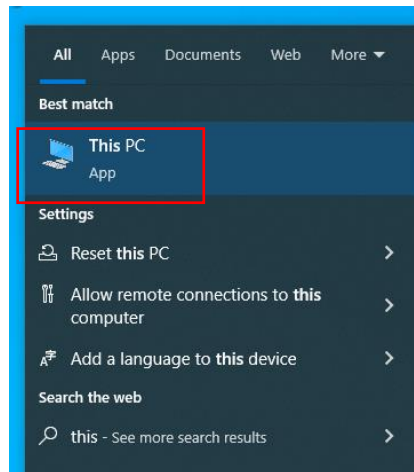 All Apps Documents Web More
Best match
This PC
App
Settings
Reset this PC
Allow remote connections to this
computer
Add a language to this device
Search the web
this - See more search results